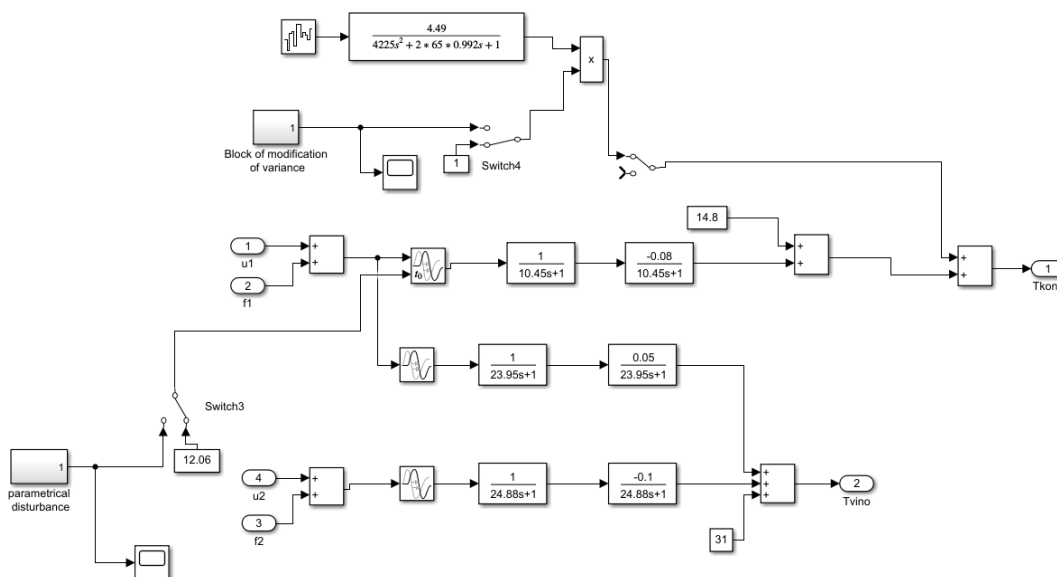 4.49
4225s² + 2 * 65 * 0.992s + 1
x
1
Block of modification
of variance
1
Switch4
14.8
1
u1
2
f1
+
+
t₀
1
10.45s+1
-0.08
10.45s+1
+
+
+
+
1
Tkon
1
23.95s+1
0.05
23.95s+1
Switch3
12.06
1
parametrical
disturbance
4
u2
3
f2
+
+
1
24.88s+1
-0.1
24.88s+1
+
+
+
31
2
Tvino